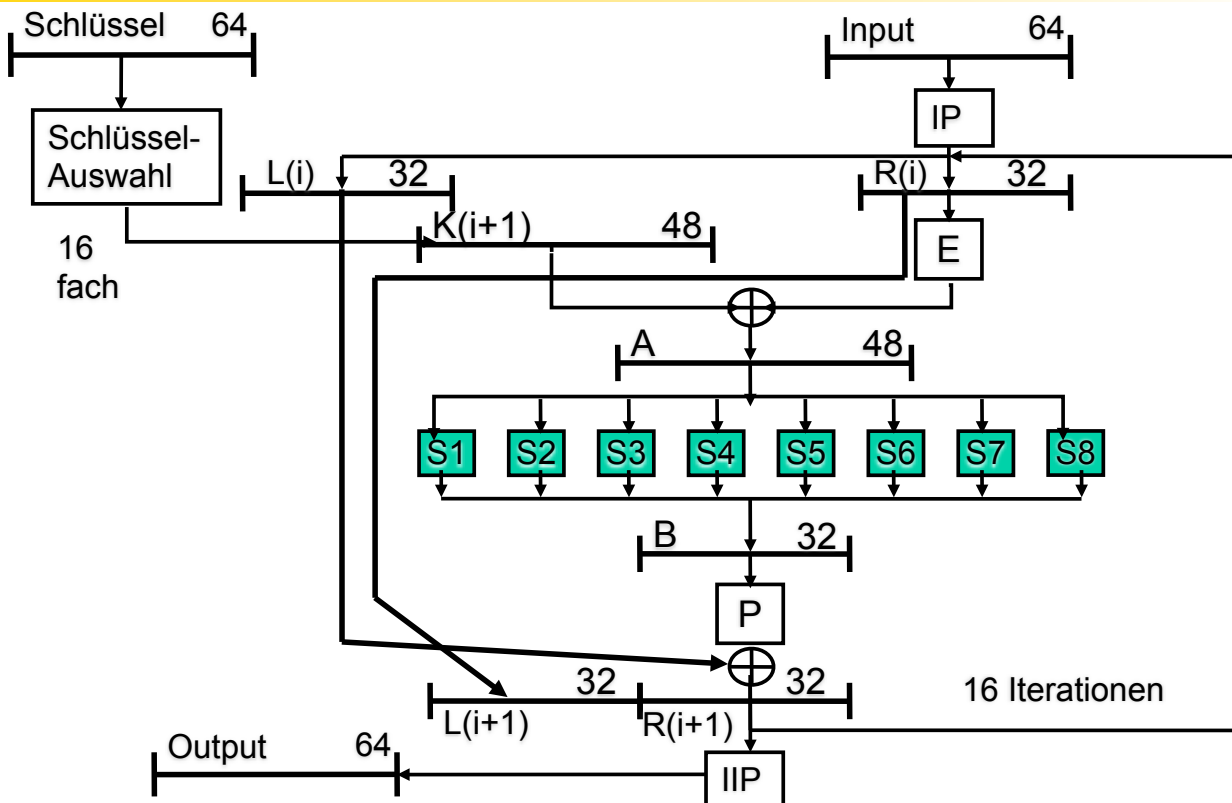 Schlüssel 64
Input 64
Schlüssel-
Auswahl
IP
L(i) 32
R(i) 32
K(i+1) 48
16
fach
E
A 48
S1 S2 S3 S4 S5 S6 S7 S8
B 32
P
32 32
16 Iterationen
L(i+1) R(i+1)
Output 64
IIP